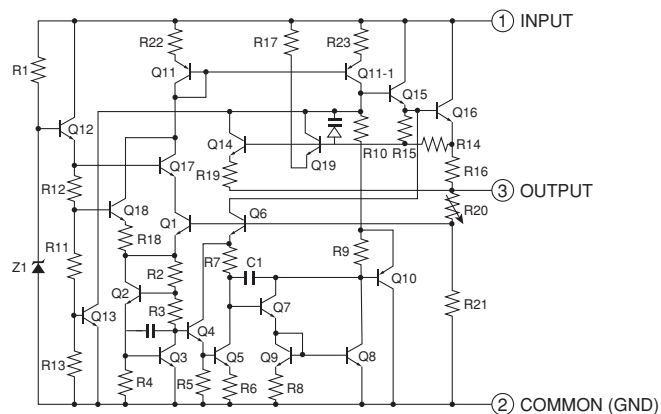 1 INPUT
R22
R17
R23
R1
Q11
Q11-1
Q15
Q16
Q12
Q14
R10
R15
R14
Q17
R19
Q19
R16
R12
3 OUTPUT
Q18
Q1
Q6
R20
R18
R11
R7
C1
R9
Z1
R2
Q10
Q2
Q7
R21
R3
Q13
Q4
R13
Q3
Q5
Q9
Q8
R4
R5
R6
R8
2 COMMON (GND)